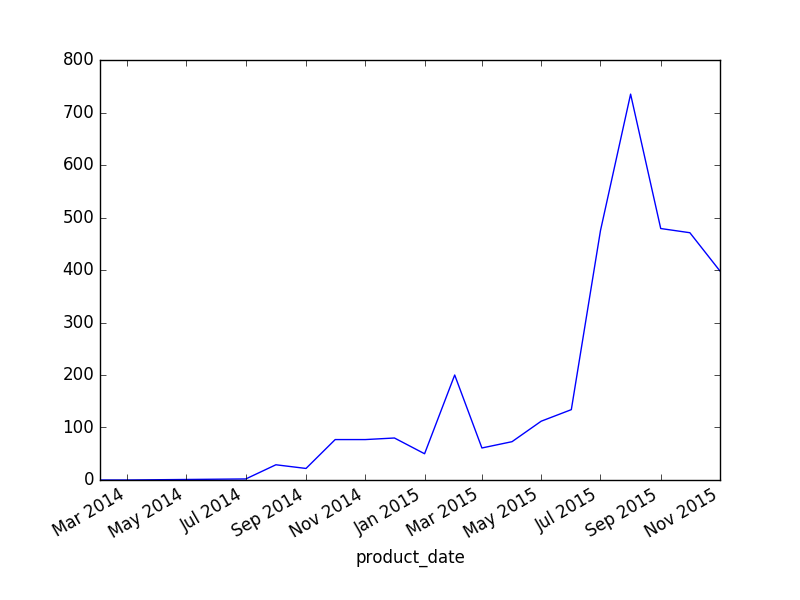 800
700
600
500
400
300
200
100
0
Mar 2014
May 2014
Jul 2014
Sep 2014
Nov 2014
Jan 2015
Mar 2015
May 2015
Jul 2015
Sep 2015
Nov 2015
product_date